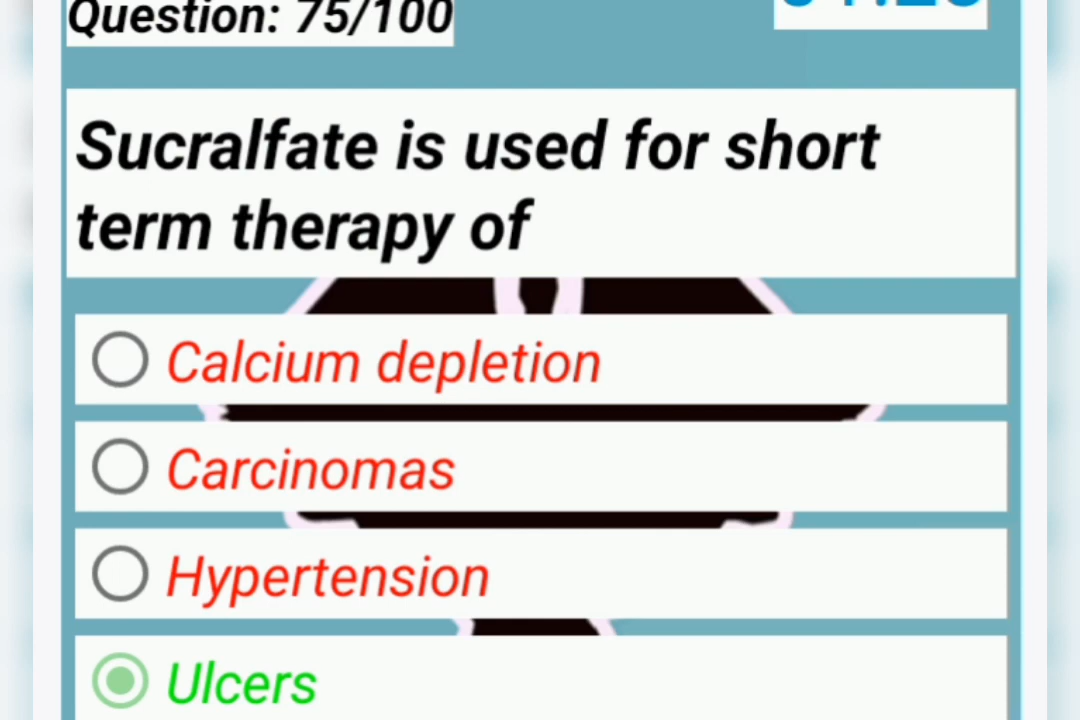 Question: 75/100
Sucralfate is used for short
term therapy of
Calcium depletion
Carcinomas
Hypertension
Ulcers